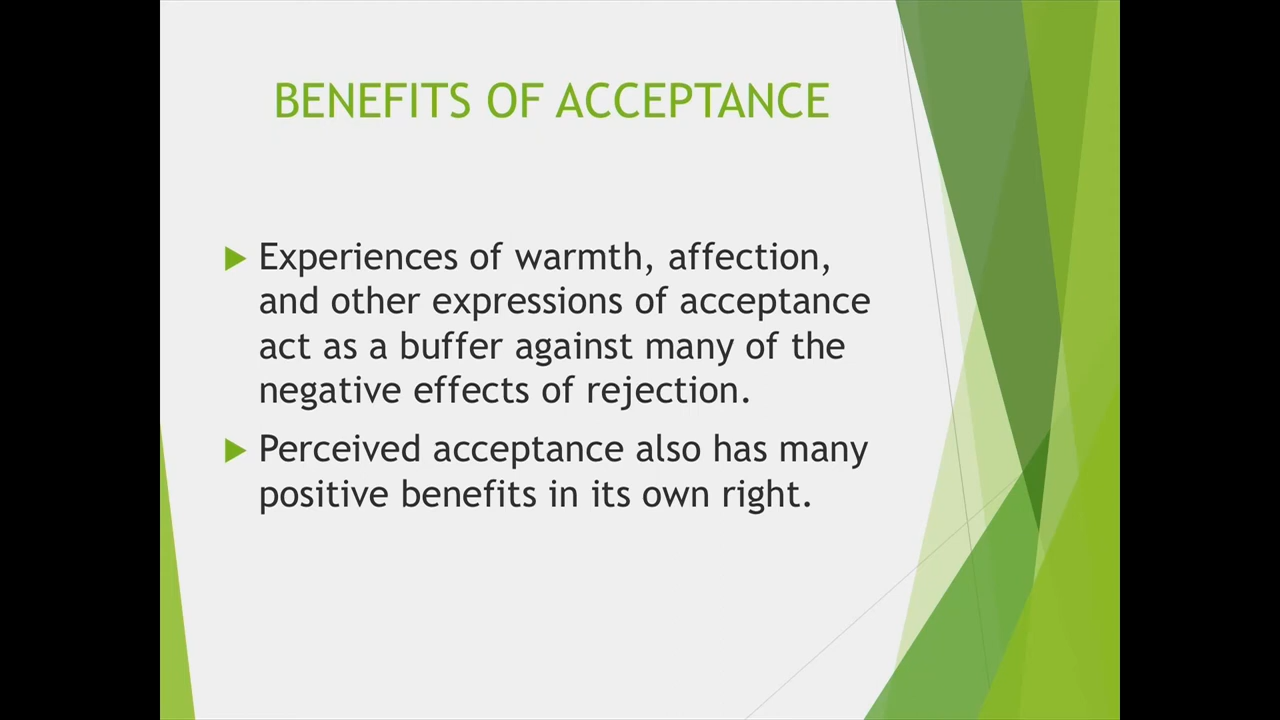 BENEFITS OF ACCEPTANCE
Experiences of warmth, affection,
and other expressions of acceptance
act as a buffer against many of the
negative effects of rejection.
Perceived acceptance also has many
positive benefits in its own right.